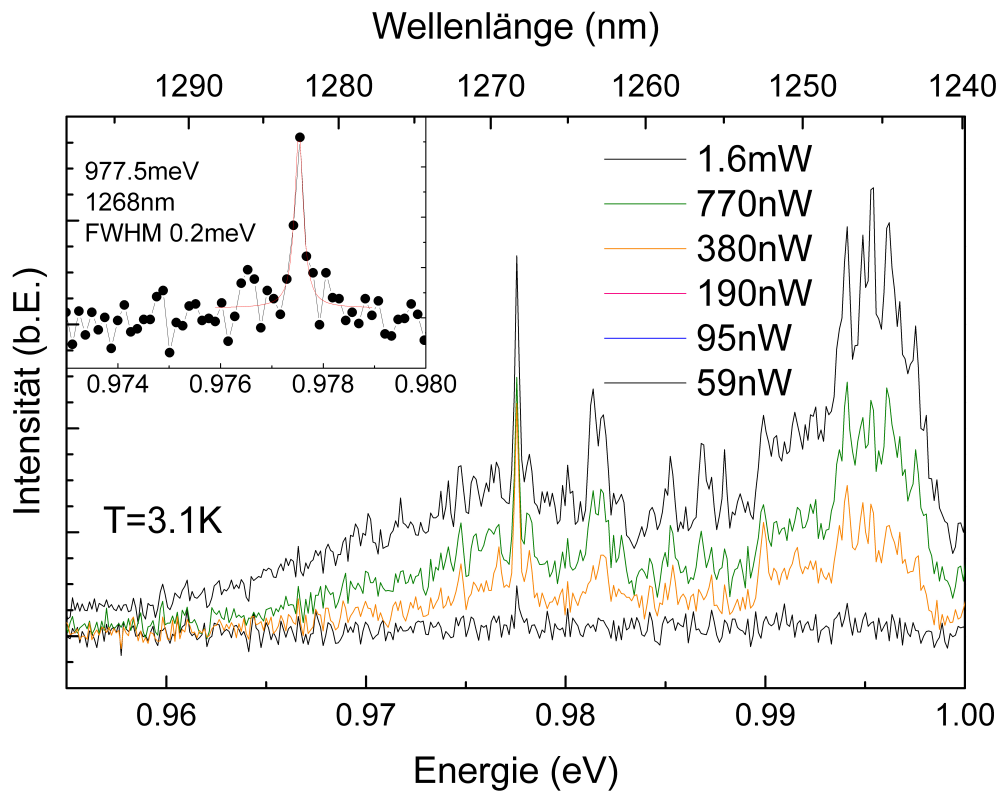 Wellenlänge (nm)
1290 1280 1270 1260 1250 1240
977.5meV
1268nm
FWHM 0.2meV
0.974 0.976 0.978 0.980
1.6mW
770nW
380nW
190nW
95nW
59nW
Intensität (b.E.)
T=3.1K
0.96 0.97 0.98 0.99 1.00
Energie (eV)